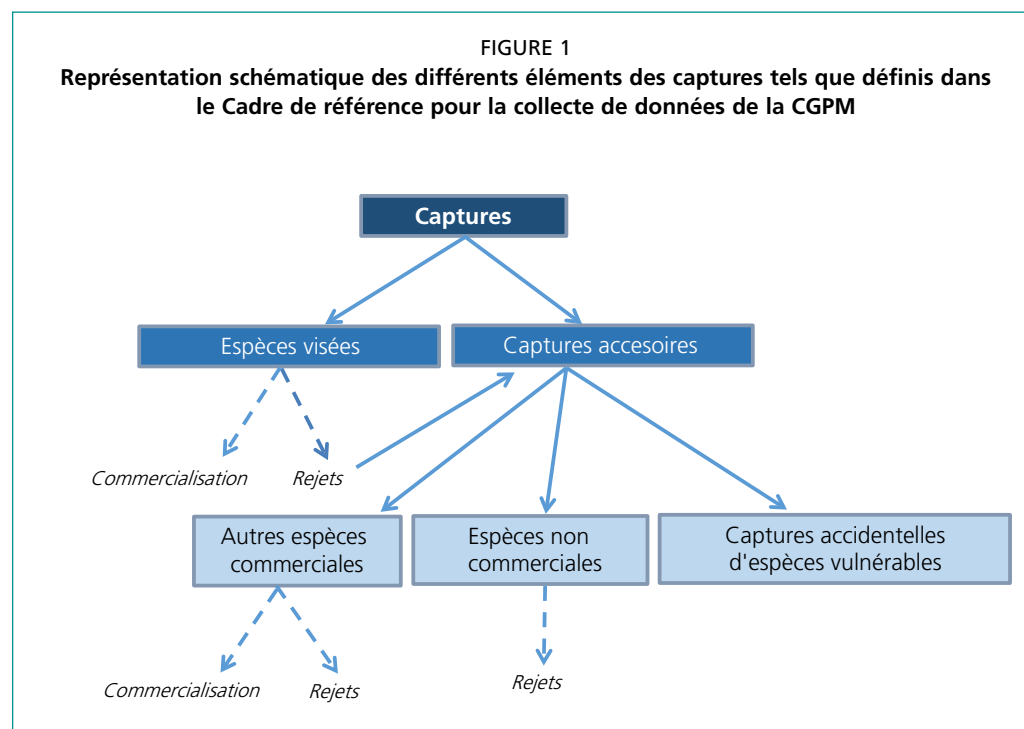 FIGURE 1
Représentation schématique des différents éléments des captures tels que définis dans
le Cadre de référence pour la collecte de données de la CGPM
Captures
Espèces visées
Captures accesoires
Commercialisation
Rejets
Autres espèces
commerciales
Espèces non
commerciales
Captures accidentelles
d'espèces vulnérables
Commercialisation
Rejets
Rejets